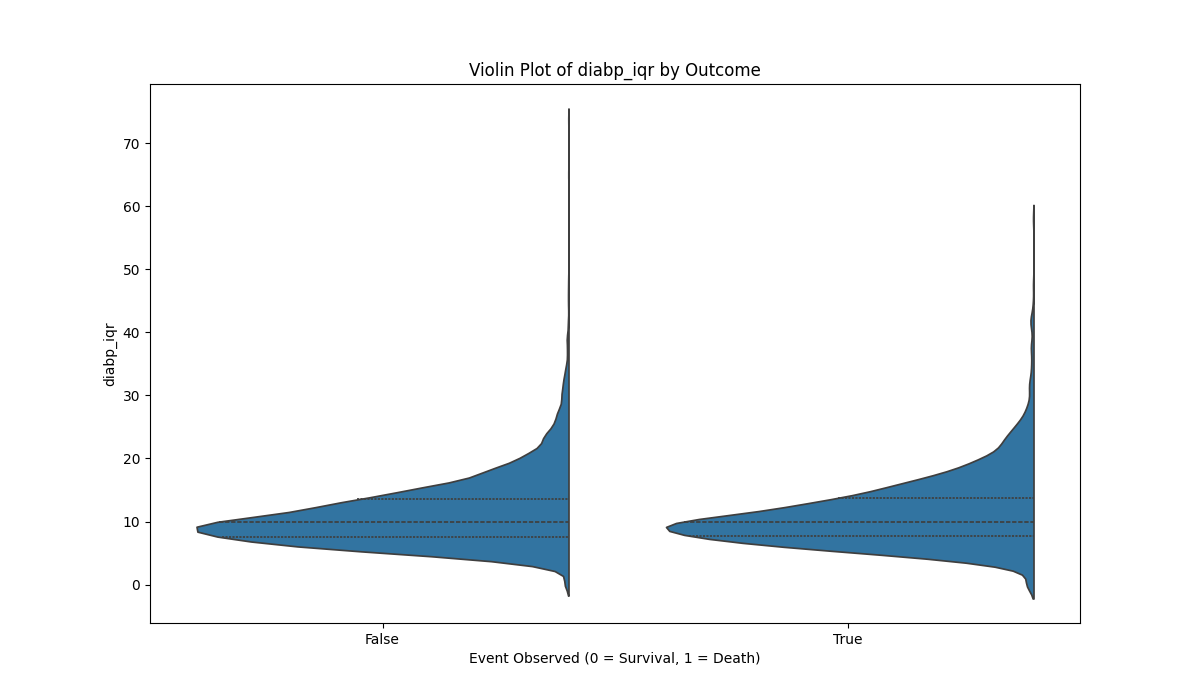 Violin Plot of diabp_iqr by Outcome
70
60
50
40
30
20
10
0
diabp_iqr
False
True
Event Observed (0 = Survival, 1 = Death)